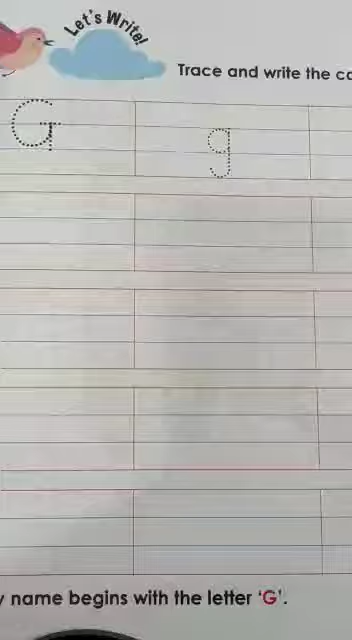 Let's Write!
Trace and write the
G g
name begins with the letter 'G'.